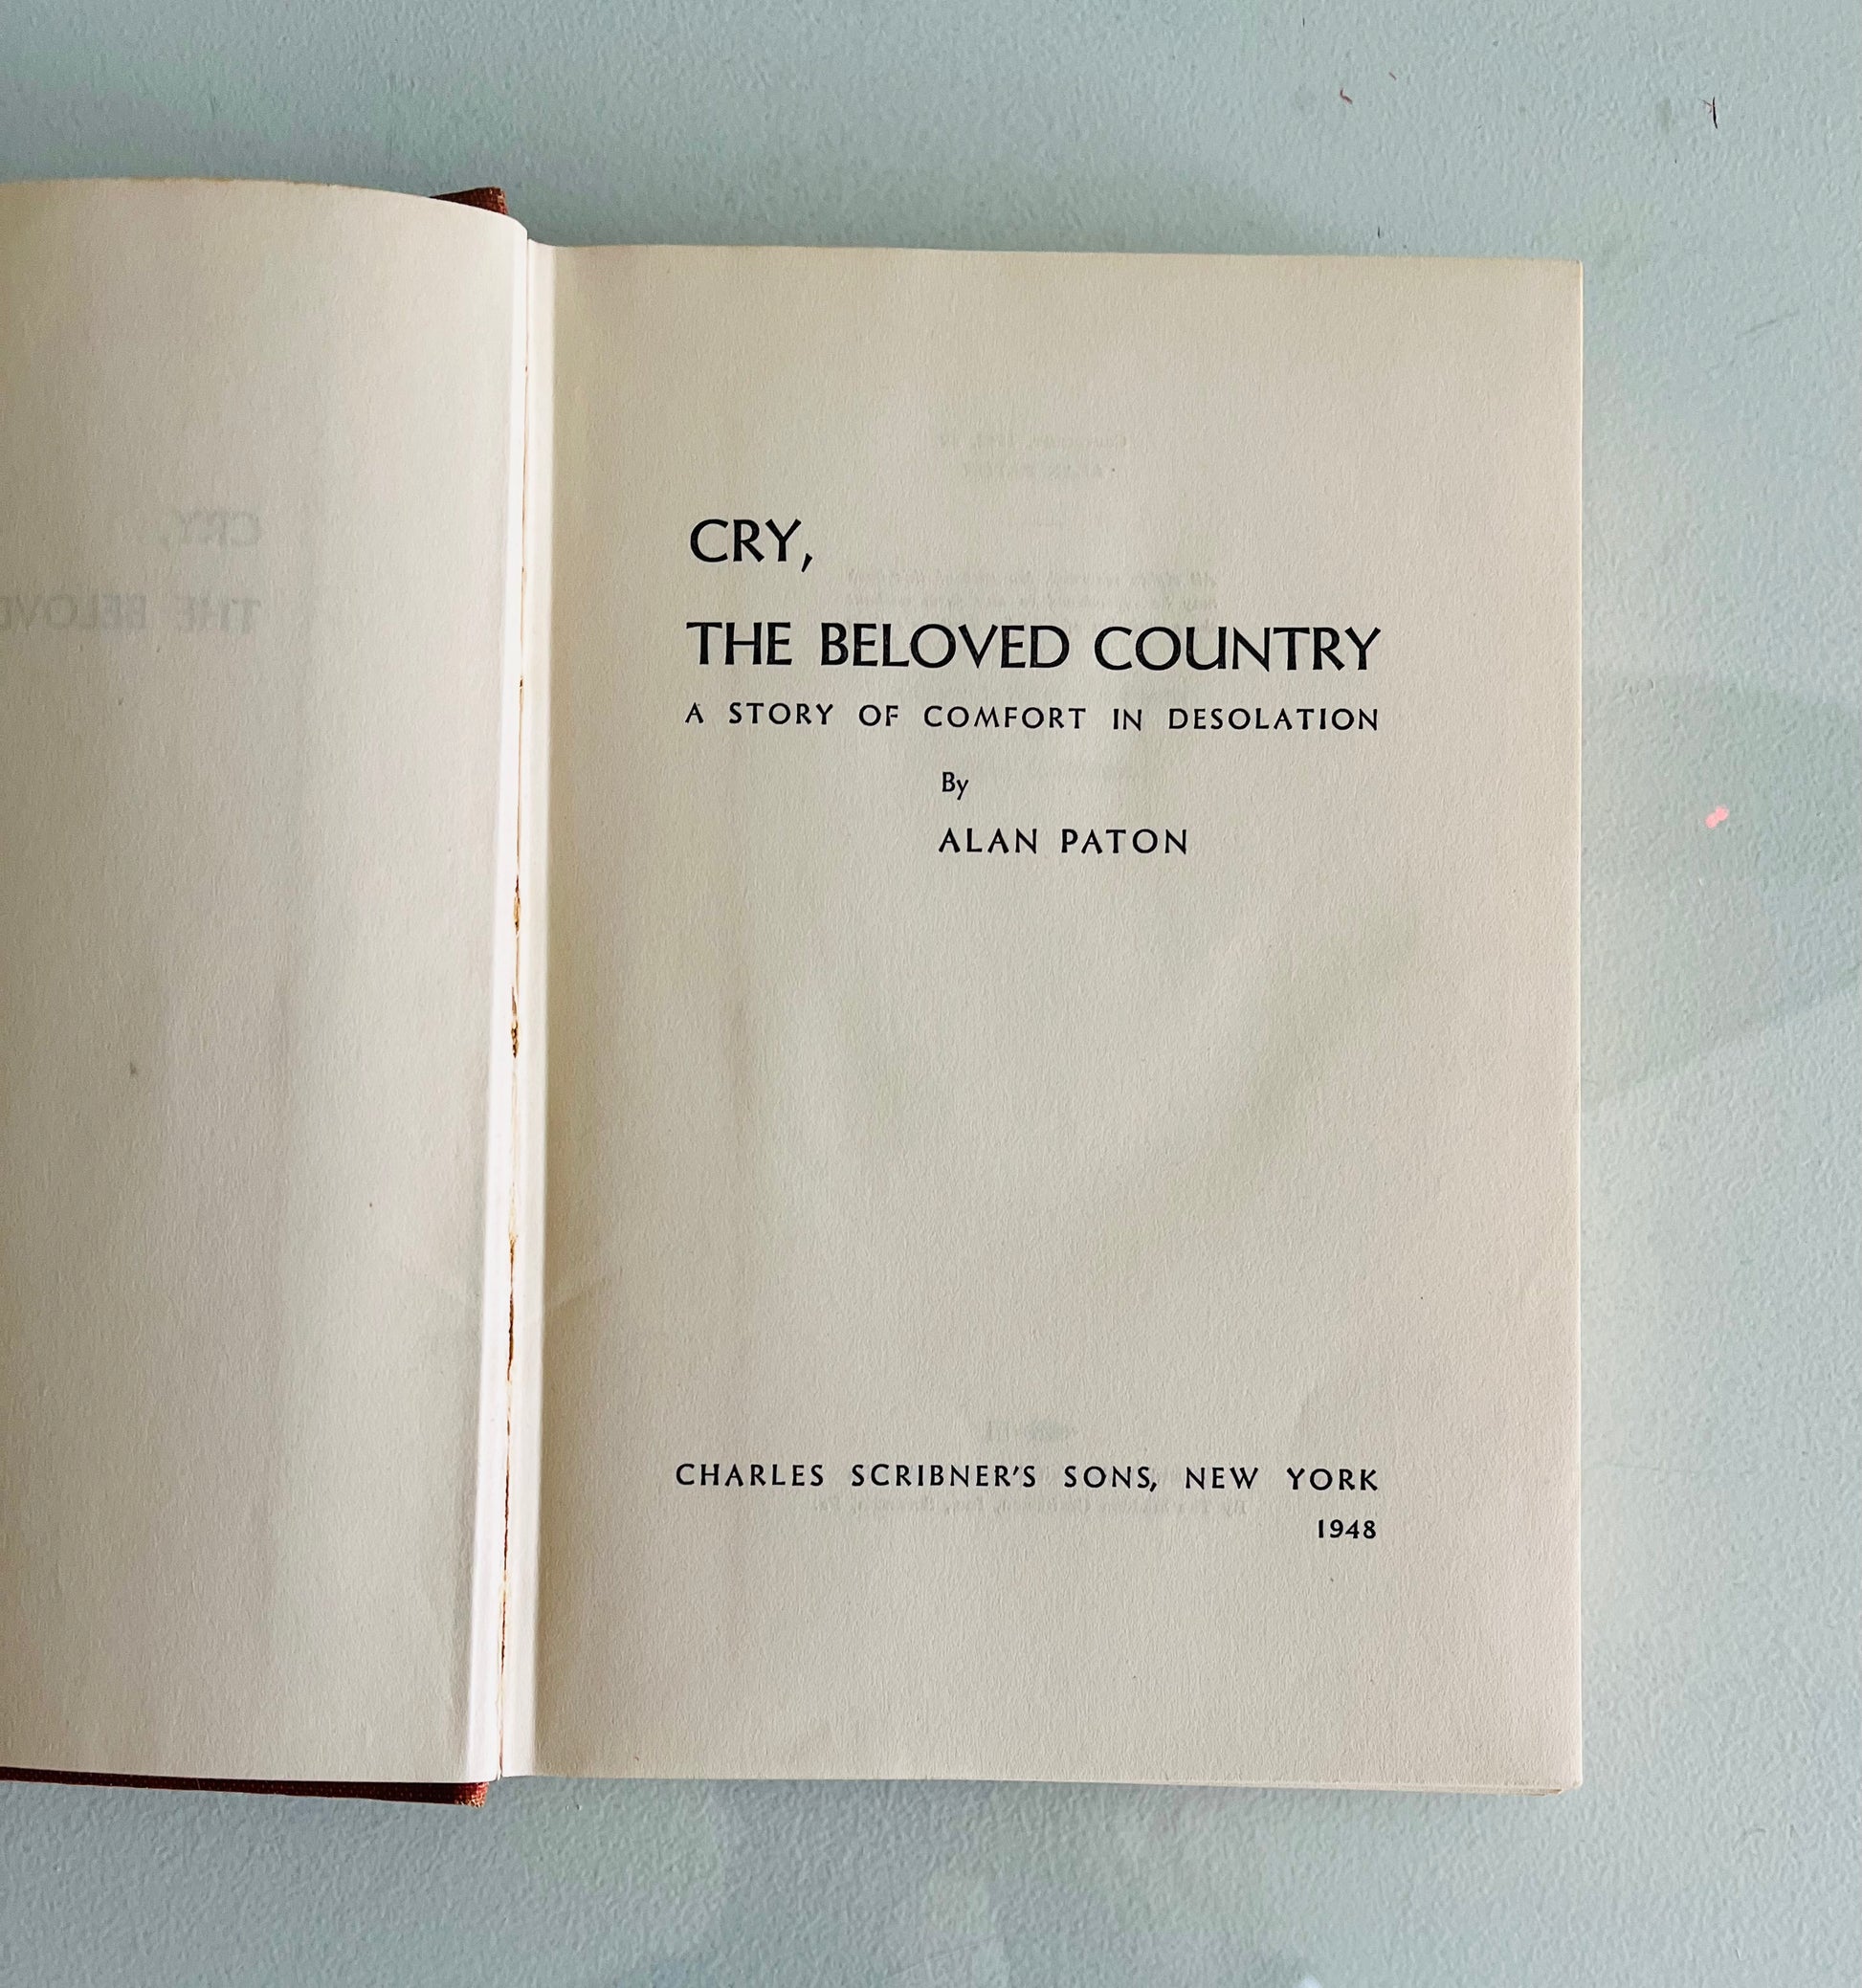 CRY,
THE BELOVED COUNTRY
A STORY OF COMFORT IN DESOLATION
By
ALAN PATON
CHARLES SCRIBNER'S SONS, NEW YORK
1948